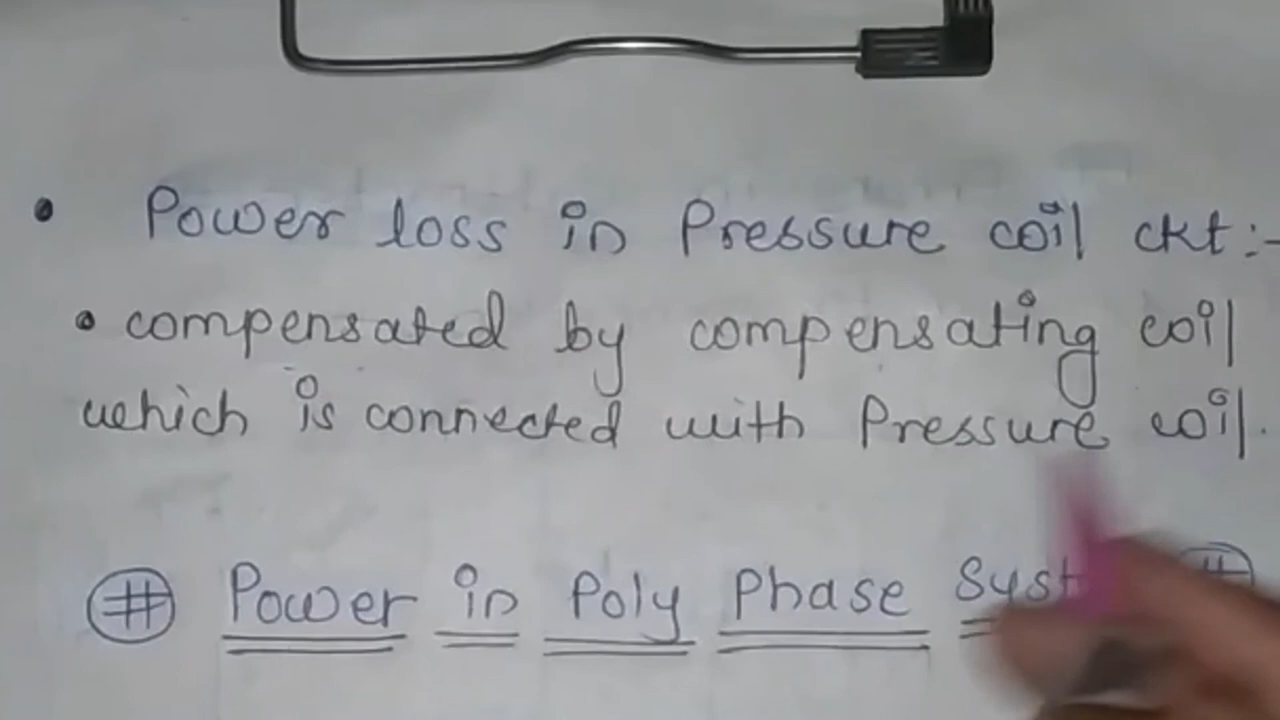 • Power loss in Pressure coil ckt :-
• compensated by compensating coil
which is connected with Pressure coil.
# Power in Poly Phase Syst #